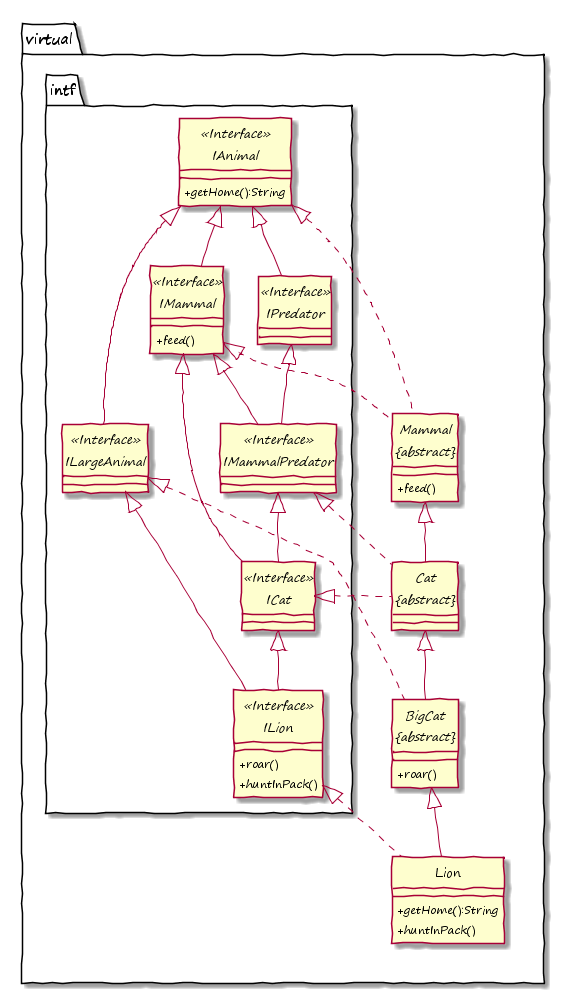 virtual
intf
«Interface»
IAnimal
+getHome():String
«Interface»
IMammal
+feed()
«Interface»
IPredator
«Interface»
ILargeAnimal
«Interface»
IMammalPredator
Mammal
{abstract}
+feed()
«Interface»
ICat
Cat
{abstract}
«Interface»
ILion
+roar()
+huntInPack()
BigCat
{abstract}
+roar()
Lion
+getHome():String
+huntInPack()